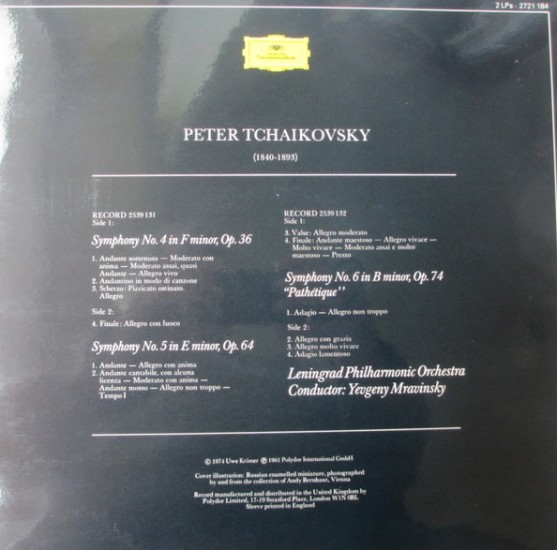 2 LPs · 2721 184
PETER TCHAIKOVSKY
(1840-1893)
RECORD 2539 131
Side 1:
Symphony No. 4 in F minor, Op. 36
1. Andante sostenuto — Moderato con
anima — Moderato assai, quasi
Andante — Allegro vivo
2. Andantino in modo di canzone
3. Scherzo: Pizzicato ostinato.
Allegro
Side 2:
4. Finale: Allegro con fuoco
Symphony No. 5 in E minor, Op. 64
1. Andante — Allegro con anima
2. Andante cantabile, con alcuna
licenza — Moderato con anima —
Andante mosso — Allegro non troppo —
Tempo I
RECORD 2539 132
Side 1:
3. Valse: Allegro moderato
4. Finale: Andante maestoso — Allegro vivace —
Molto vivace — Moderato assai e molto
maestoso — Presto
Symphony No. 6 in B minor, Op. 74
"Pathétique"
1. Adagio — Allegro non troppo
Side 2:
2. Allegro con grazia
3. Allegro molto vivace
4. Adagio lamentoso
Leningrad Philharmonic Orchestra
Conductor: Yevgeny Mravinsky
© 1974 Uwe Kràmer ℗ 1961 Polydor International GmbH
Cover illustration: Russian enamelled miniature, photographed
by and from the collection of Andy Bernhaut, Vienna
Record manufactured and distributed in the United Kingdom by
Polydor Limited, 17-19 Stratford Place, London W1N 0BL
Sleeve printed in England